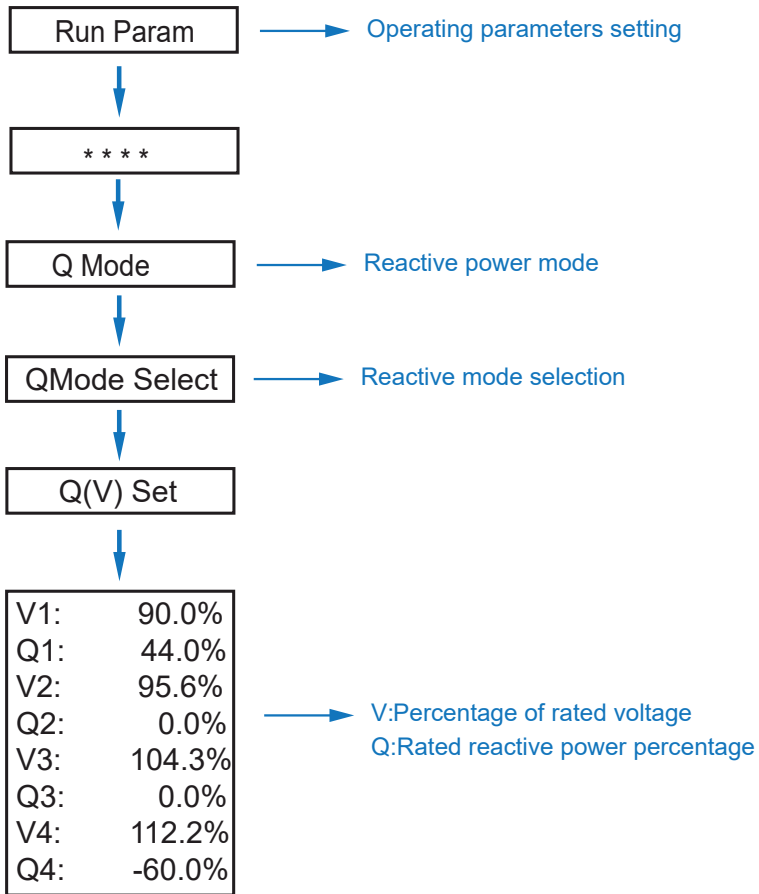 Run Param
Operating parameters setting
* * * *
Q Mode
Reactive power mode
QMode Select
Reactive mode selection
Q(V) Set
V1: 90.0%
Q1: 44.0%
V2: 95.6%
Q2: 0.0%
V3: 104.3%
Q3: 0.0%
V4: 112.2%
Q4: -60.0%
V:Percentage of rated voltage
Q:Rated reactive power percentage